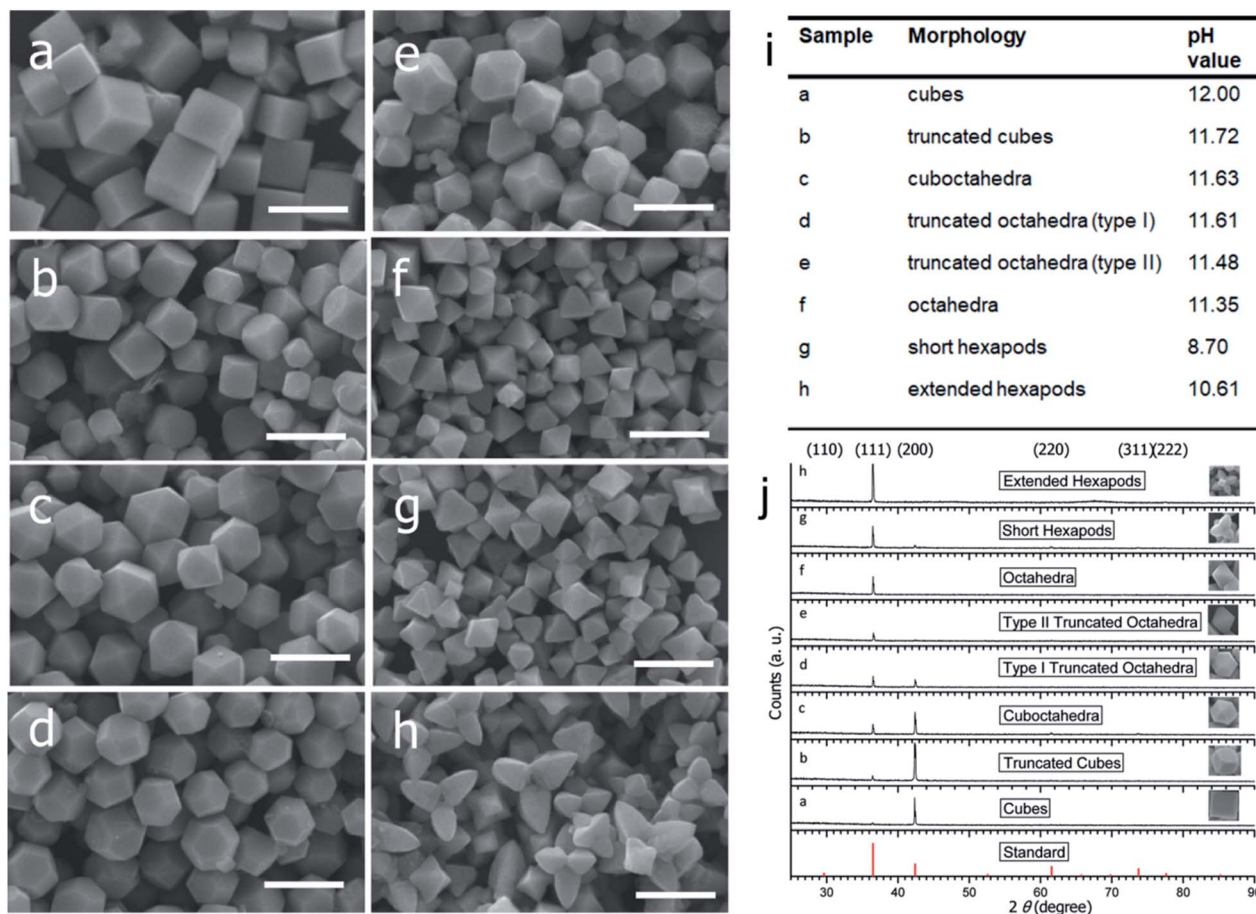 a
e
b
f
c
g
d
h
i
Sample Morphology pH value
a cubes 12.00
b truncated cubes 11.72
c cuboctahedra 11.63
d truncated octahedra (type I) 11.61
e truncated octahedra (type II) 11.48
f octahedra 11.35
g short hexapods 8.70
h extended hexapods 10.61
j
(110) (111) (200) (220) (311) (222)
h Extended Hexapods
g Short Hexapods
f Octahedra
e Type II Truncated Octahedra
d Type I Truncated Octahedra
c Cuboctahedra
b Truncated Cubes
a Cubes
Standard
Counts (a. u.)
30 40 50 60 70 80 90
2 θ (degree)